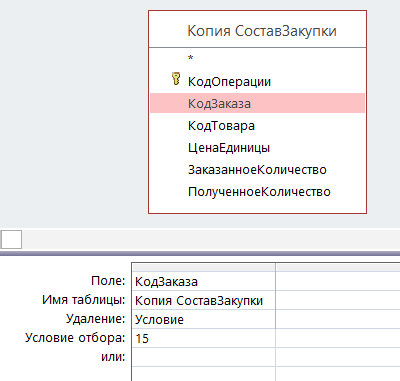 Копия СоставЗакупки
*
КодОперации
КодЗаказа
КодТовара
ЦенаЕдиницы
ЗаказанноеКоличество
ПолученноеКоличество
Поле: КодЗаказа
Имя таблицы: Копия СоставЗакупки
Удаление: Условие
Условие отбора: 15
или: